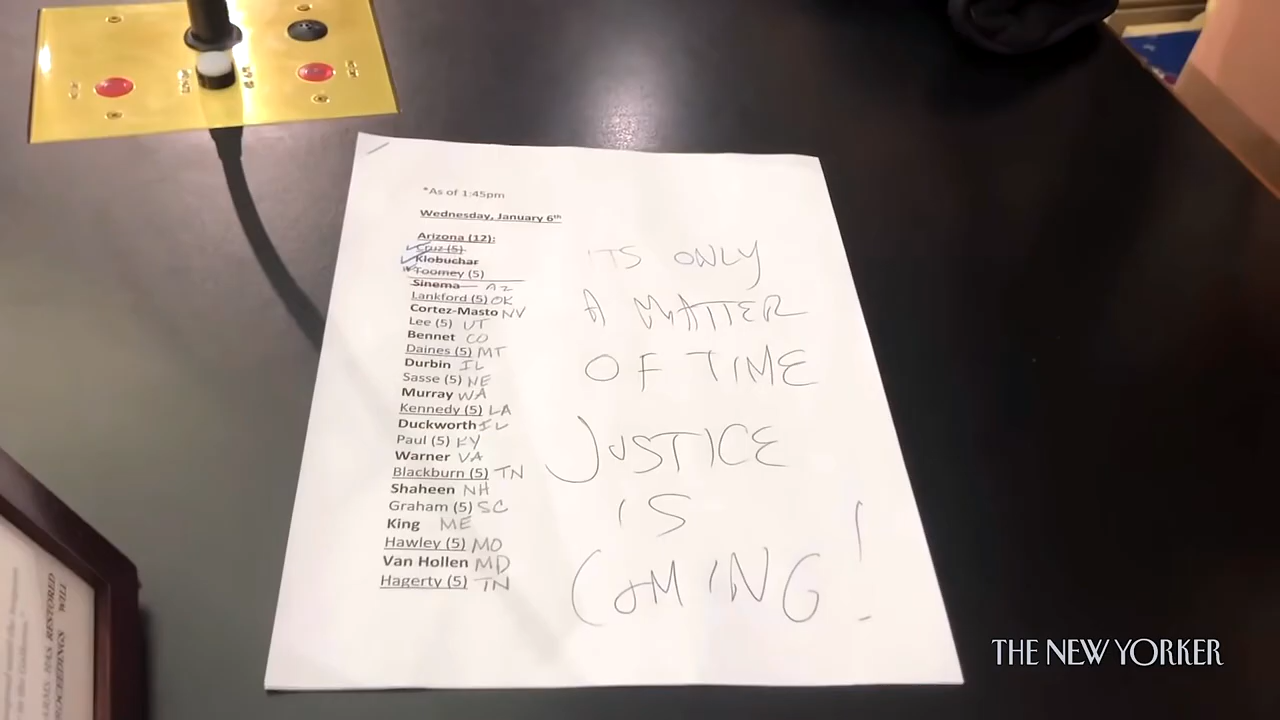 *As of 1:45pm
Wednesday, January 6th
Arizona (12):
Cruz (5)
Klobuchar
Toomey (5)
Sinema AZ
Lankford (5) OK
Cortez-Masto NV
Lee (5) UT
Bennet CO
Daines (5) MT
Durbin IL
Sasse (5) NE
Murray WA
Kennedy (5) LA
Duckworth IL
Paul (5) KY
Warner VA
Blackburn (5) TN
Shaheen NH
Graham (5) SC
King ME
Hawley (5) MO
Van Hollen MD
Hagerty (5) TN
ITS ONLY
A MATTER
OF TIME
JUSTICE
IS
COMING!
HAS RESTORED
PROCEEDINGS WILL
THE NEW YORKER